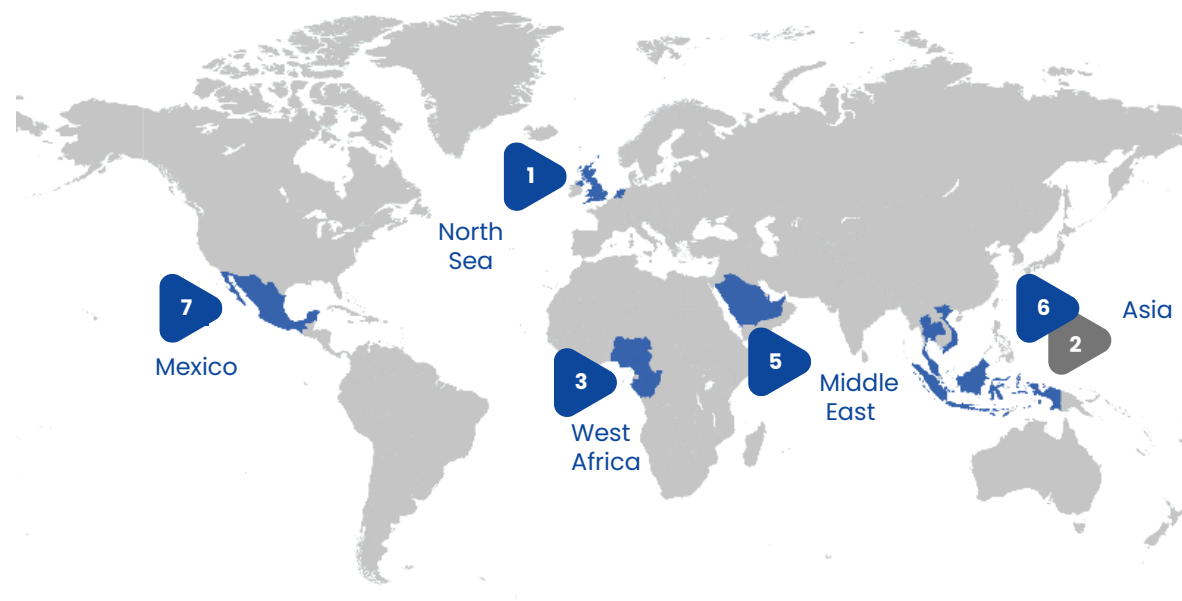 1
North
Sea
7
Mexico
3
West
Africa
5
Middle
East
6
2
Asia